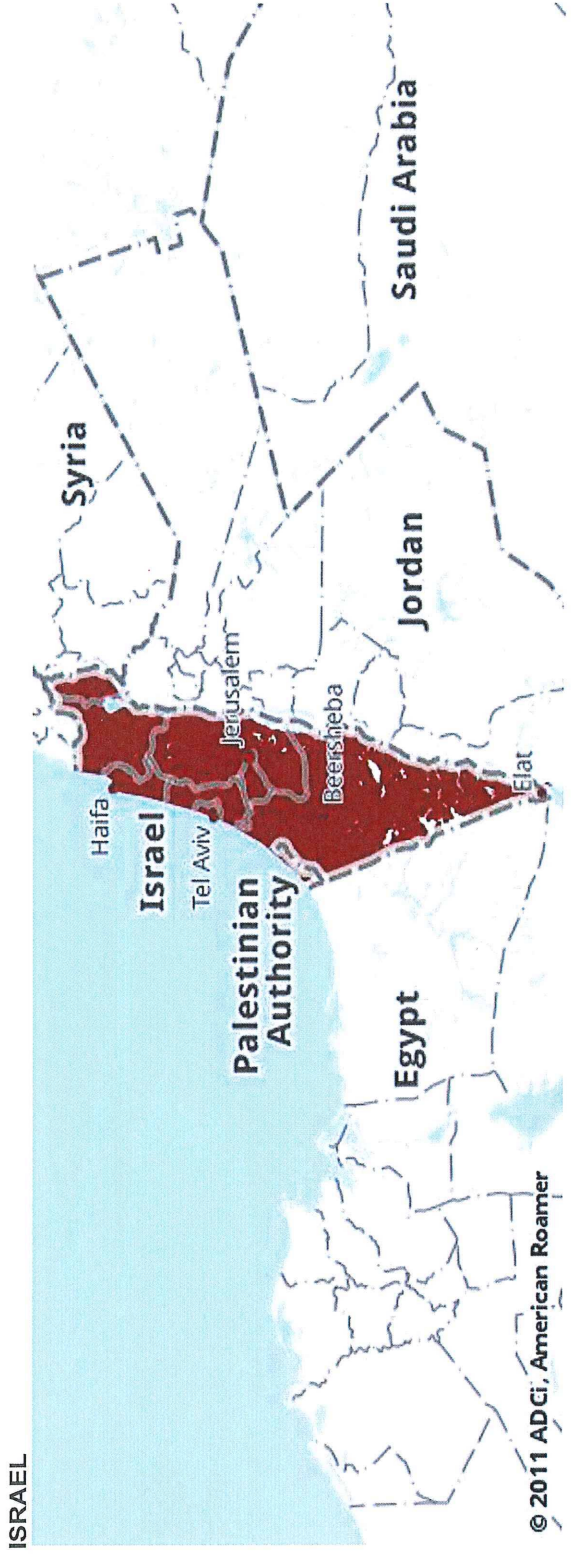 ISRAEL
Syria
Haifa
Israel
Tel Aviv
Jerusalem
Palestinian
Authority
Beersheba
Saudi Arabia
Jordan
Egypt
Elat
© 2011 ADCi, American Roamer